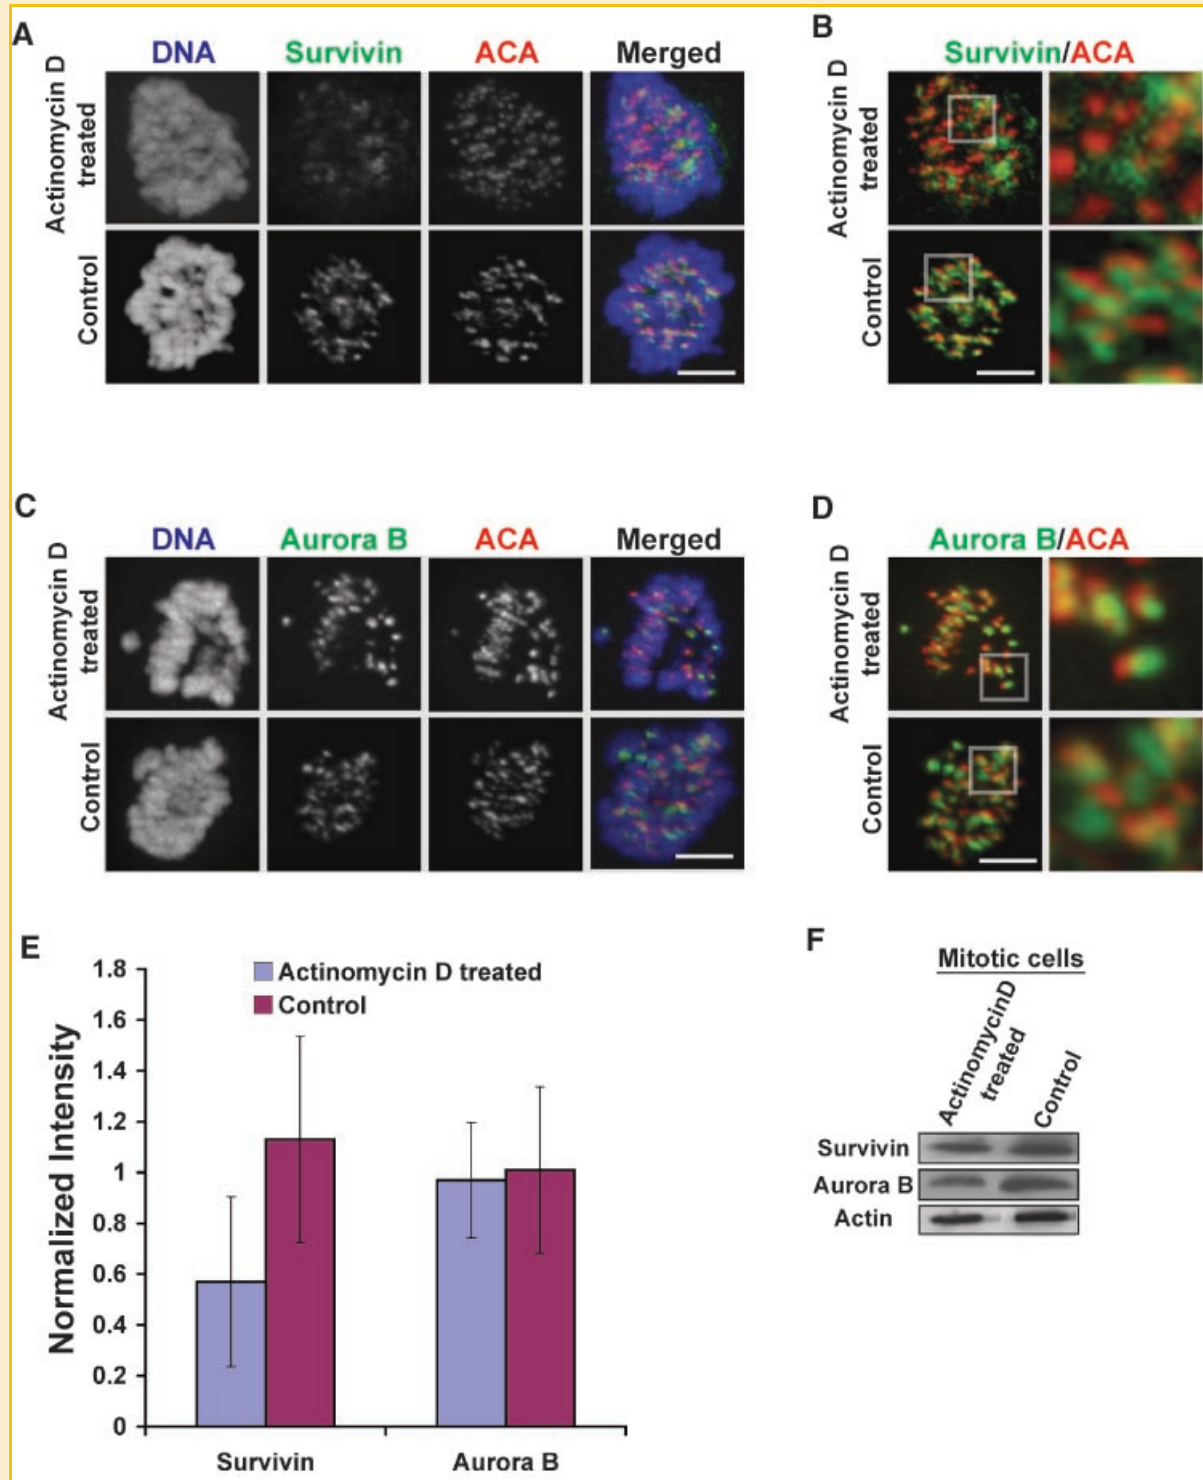 A
DNA
Survivin
ACA
Merged
Actinomycin D
treated
Control
B
Survivin/ACA
Actinomycin D
treated
Control
C
DNA
Aurora B
ACA
Merged
Actinomycin D
treated
Control
D
Aurora B/ACA
Actinomycin D
treated
Control
E
Normalized Intensity
1.8
1.6
1.4
1.2
1
0.8
0.6
0.4
0.2
0
Actinomycin D treated
Control
Survivin
Aurora B
F
Mitotic cells
ActinomycinD
treated
Control
Survivin
Aurora B
Actin